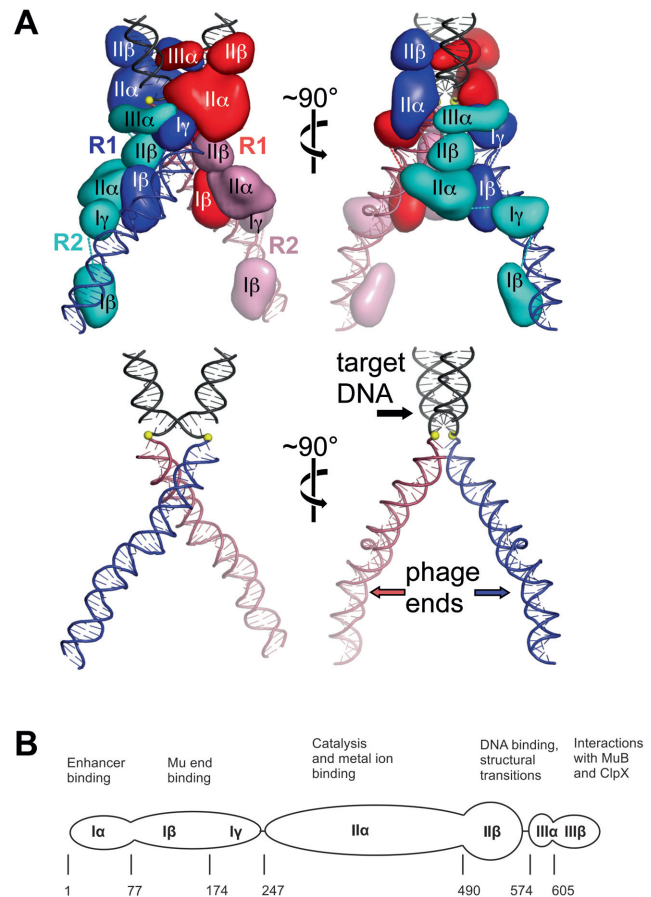 A
IIβ
IIIα
IIβ
IIα
IIα
IIIα
Iγ
R1
IIβ
IIβ
R1
IIα
Iβ
Iβ
IIα
Iγ
Iγ
R2
R2
Iβ
Iβ
~90°
IIβ
IIα
IIIα
Iγ
IIβ
IIα
Iβ
Iγ
Iβ
target
DNA
~90°
phage
ends
B
Enhancer
binding
Mu end
binding
Catalysis
and metal ion
binding
DNA binding,
structural
transitions
Interactions
with MuB
and ClpX
Iα Iβ Iγ IIα IIβ IIIα IIIβ
1 77 174 247 490 574 605